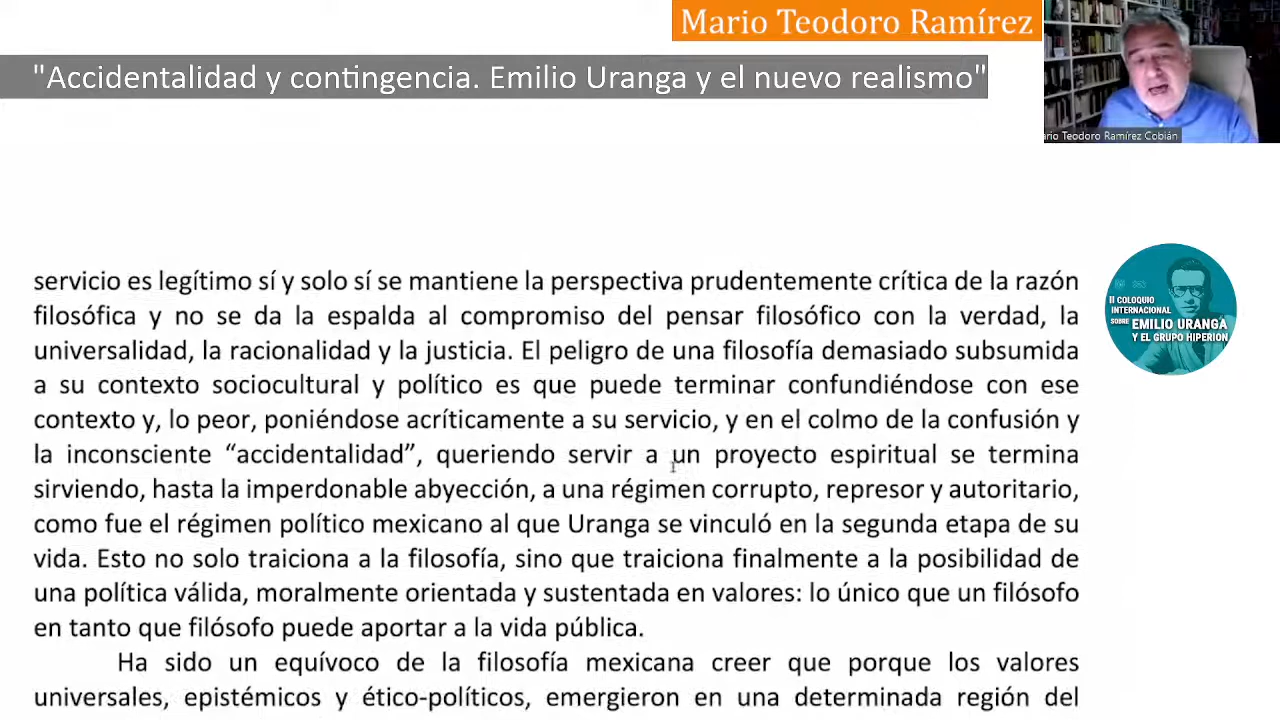 Mario Teodoro Ramírez
"Accidentalidad y contingencia. Emilio Uranga y el nuevo realismo"
ario Teodoro Ramírez Cobián
servicio es legítimo sí y solo sí se mantiene la perspectiva prudentemente crítica de la razón
filosófica y no se da la espalda al compromiso del pensar filosófico con la verdad, la
universalidad, la racionalidad y la justicia. El peligro de una filosofía demasiado subsumida
a su contexto sociocultural y político es que puede terminar confundiéndose con ese
contexto y, lo peor, poniéndose acríticamente a su servicio, y en el colmo de la confusión y
la inconsciente “accidentalidad”, queriendo servir a un proyecto espiritual se termina
sirviendo, hasta la imperdonable abyección, a una régimen corrupto, represor y autoritario,
como fue el régimen político mexicano al que Uranga se vinculó en la segunda etapa de su
vida. Esto no solo traiciona a la filosofía, sino que traiciona finalmente a la posibilidad de
una política válida, moralmente orientada y sustentada en valores: lo único que un filósofo
en tanto que filósofo puede aportar a la vida pública.
Ha sido un equívoco de la filosofía mexicana creer que porque los valores
universales, epistémicos y ético-políticos, emergieron en una determinada región del
II COLOQUIO
INTERNACIONAL
SOBRE EMILIO URANGA
Y EL GRUPO HIPERION